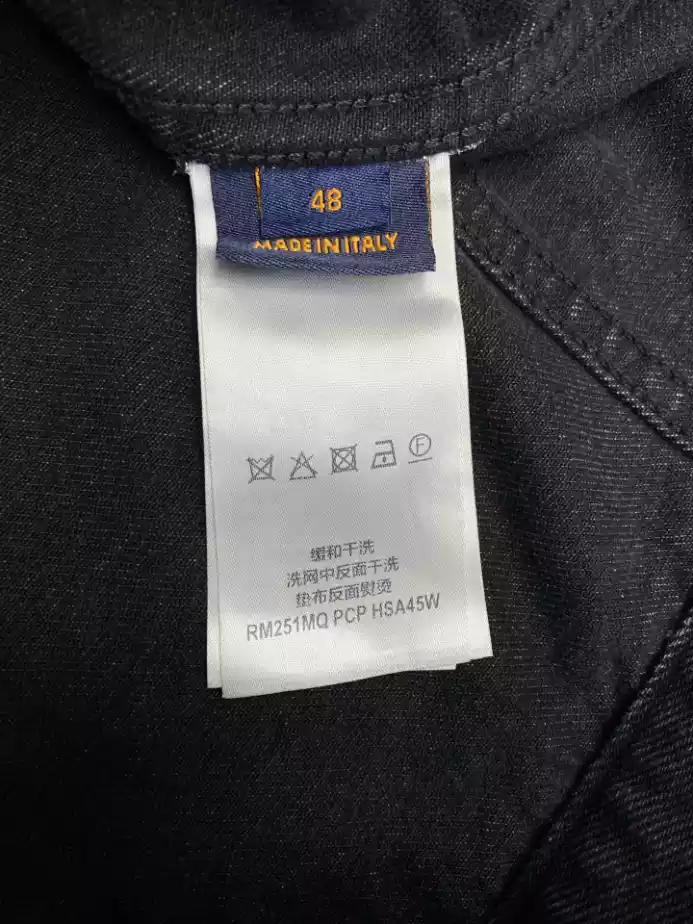 48
MADE IN ITALY
F
缓和干洗
洗网中反面干洗
垫布反面熨烫
RM251MQ PCP HSA45W